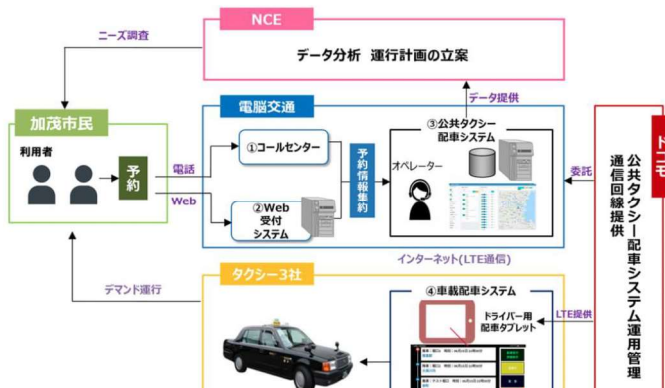 NCE
ニーズ調査
データ分析 運行計画の立案
データ提供
加茂市民
利用者
予約
電話
Web
電脳交通
①コールセンター
②Web
受付
システム
予約情報集約
③公共タクシー
配車システム
オペレーター
委託
ドコモ
公共タクシー配車システム運用管理
通信回線提供
インターネット(LTE通信)
デマンド運行
タクシー3社
④車載配車システム
ドライバー用
配車タブレット
LTE提供